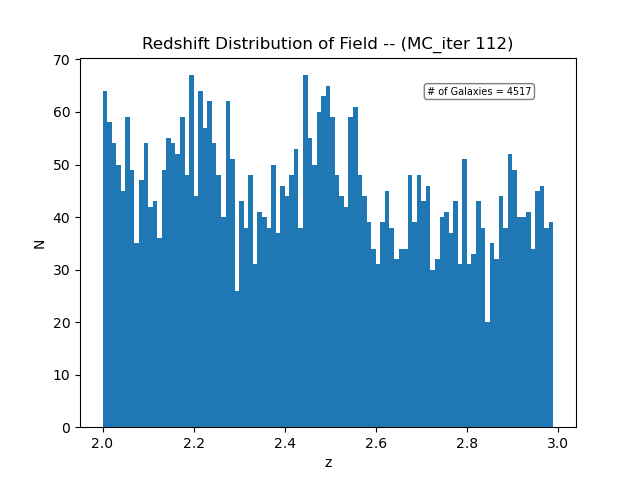 Redshift Distribution of Field -- (MC_iter 112)
# of Galaxies = 4517
N
70
60
50
40
30
20
10
0
2.0 2.2 2.4 2.6 2.8 3.0
z